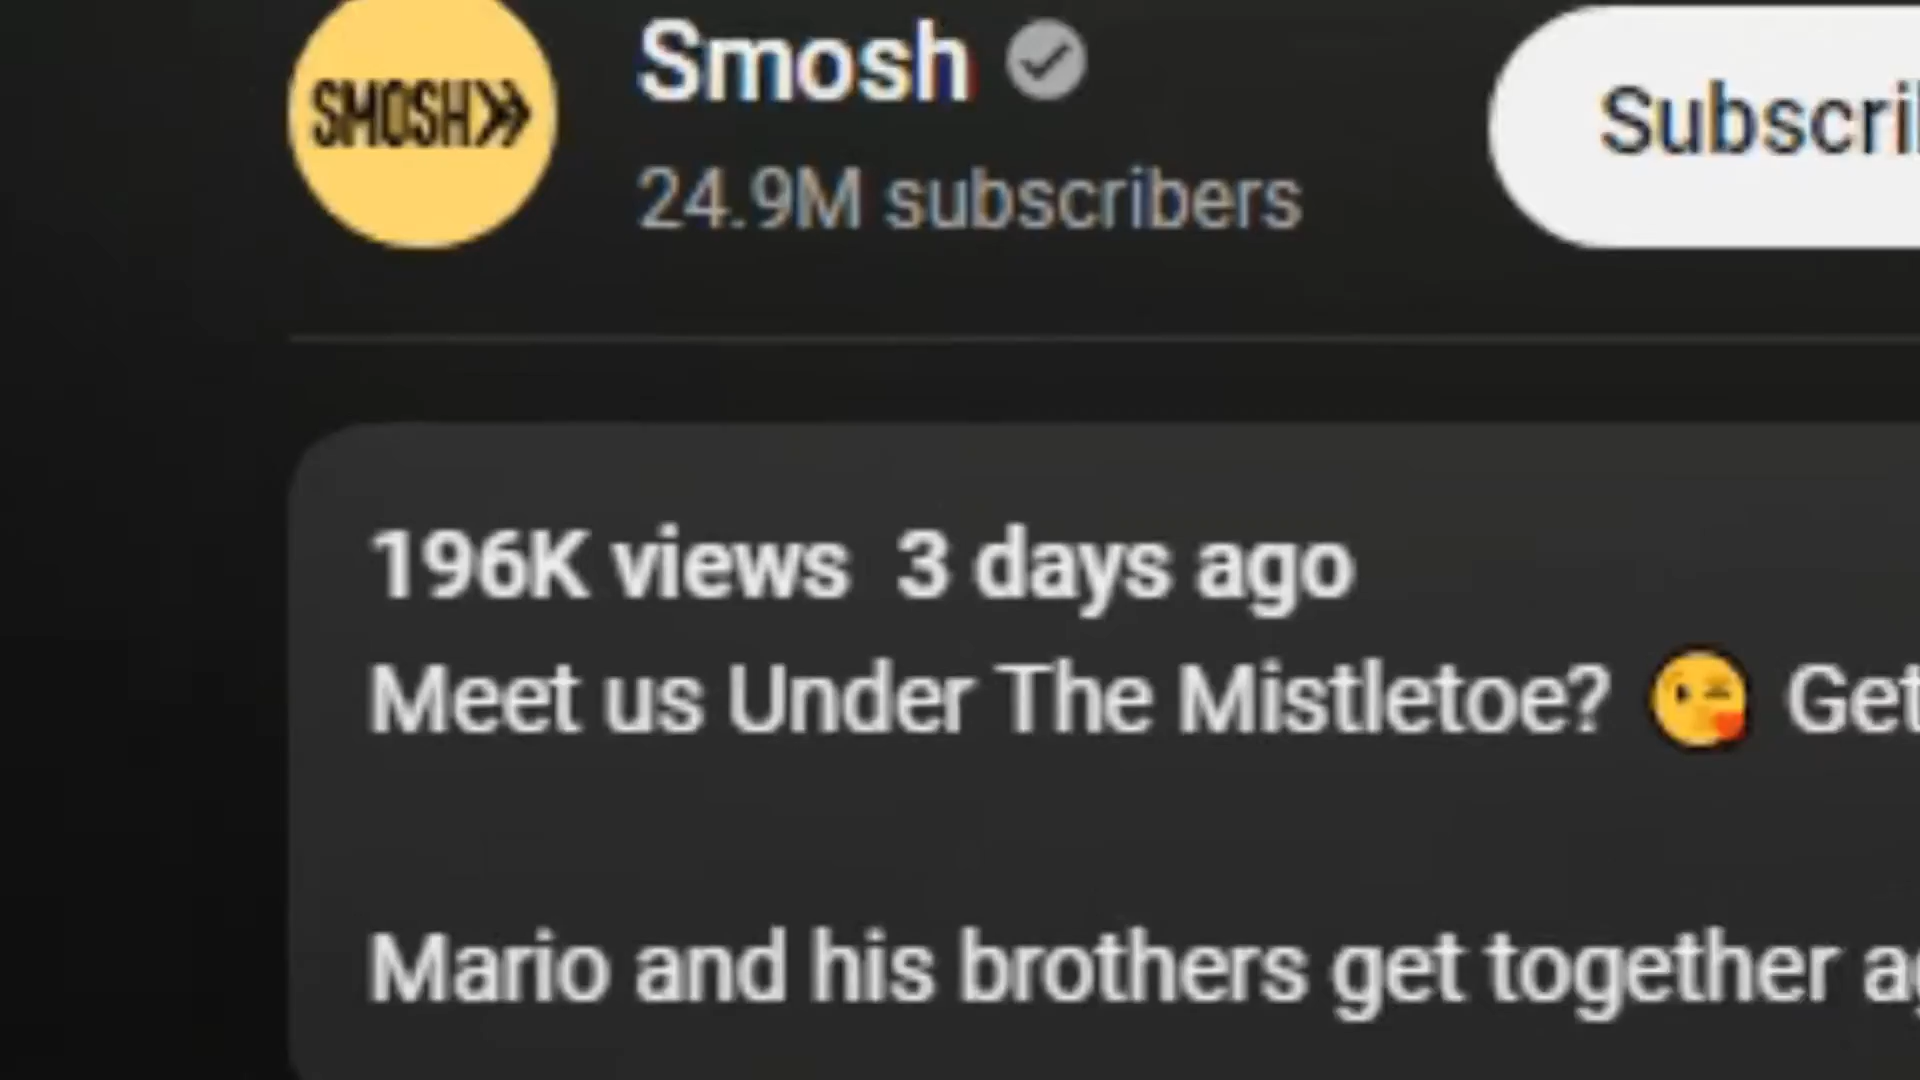 SMOSH
Smosh
24.9M subscribers
Subscri
196K views 3 days ago
Meet us Under The Mistletoe? 😘 Get
Mario and his brothers get together ag